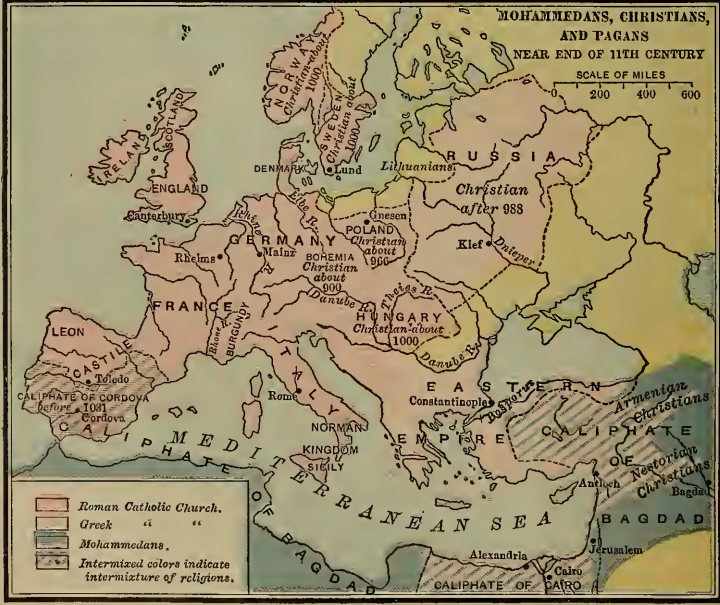 MOHAMMEDANS, CHRISTIANS,
AND PAGANS
NEAR END OF 11TH CENTURY
SCALE OF MILES
0 200 400 600
NORWAY
Christian about
1000
SWEDEN
Christian about
1000
SCOTLAND
IRELAND
ENGLAND
Canterbury
DENMARK
Lund
Lithuanians
RUSSIA
Christian
after 988
Kief
Dnieper
Rhine
R.
Elbe R.
GERMANY
Mainz
Rheims
Gnesen
POLAND
Christian
about
966
BOHEMIA
Christian
about
900
FRANCE
BURGUNDY
Rhone R.
Danube R.
Theiss R.
HUNGARY
Christian about
1000
Danube R.
LEON
CASTILE
Toledo
CALIPHATE OF CORDOVA
before 1031
Cordova
ITALY
Rome
NORMAN
KINGDOM
SICILY
EASTERN
EMPIRE
Constantinople
Bosporus
Armenian
Christians
CALIPHATE
OF
BAGDAD
Nestorian
Christians
Antioch
Bagdad
MEDITERRANEAN SEA
CALIPHATE OF BAGDAD
Jerusalem
Alexandria
Cairo
CALIPHATE OF CAIRO
Roman Catholic Church.
Greek " "
Mohammedans.
Intermixed colors indicate
intermixture of religions.